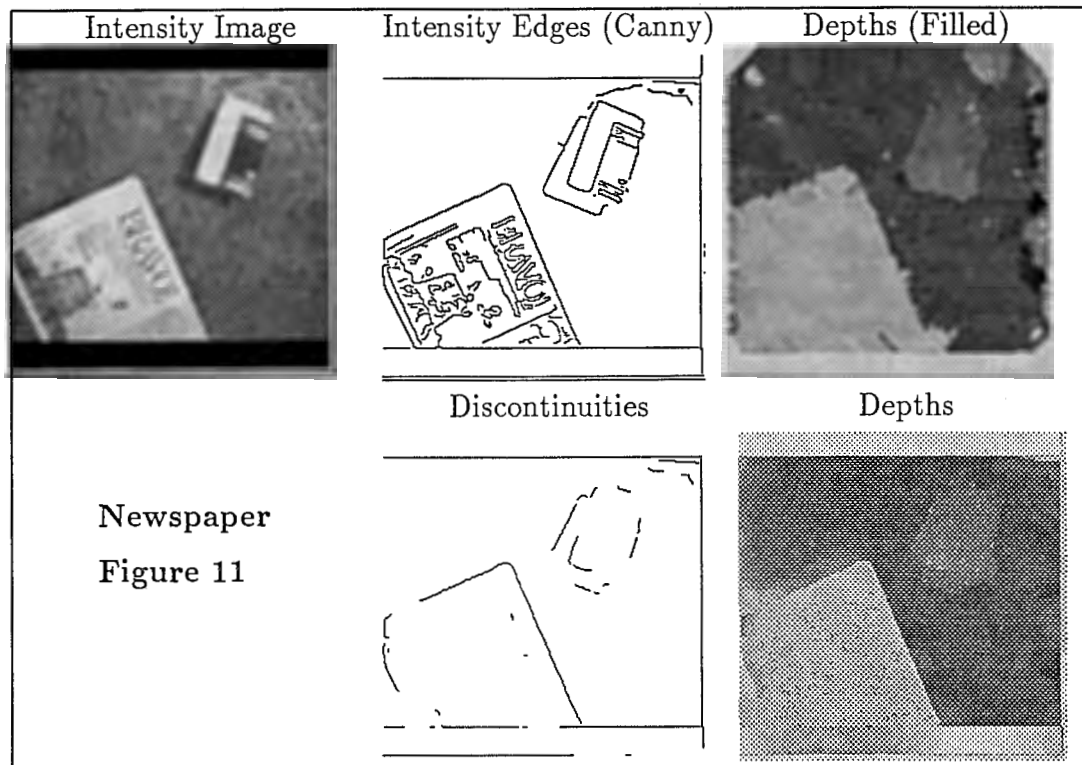 Intensity Image
Intensity Edges (Canny)
Depths (Filled)
Discontinuities
Depths
Newspaper
Figure 11